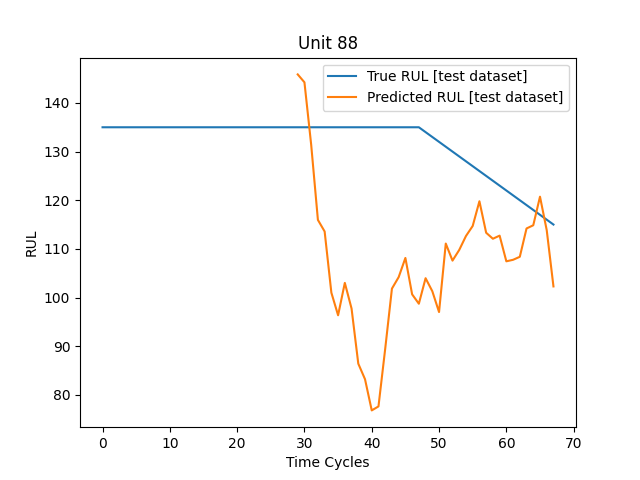 Unit 88
True RUL [test dataset]
Predicted RUL [test dataset]
RUL
140
130
120
110
100
90
80
0 10 20 30 40 50 60 70
Time Cycles